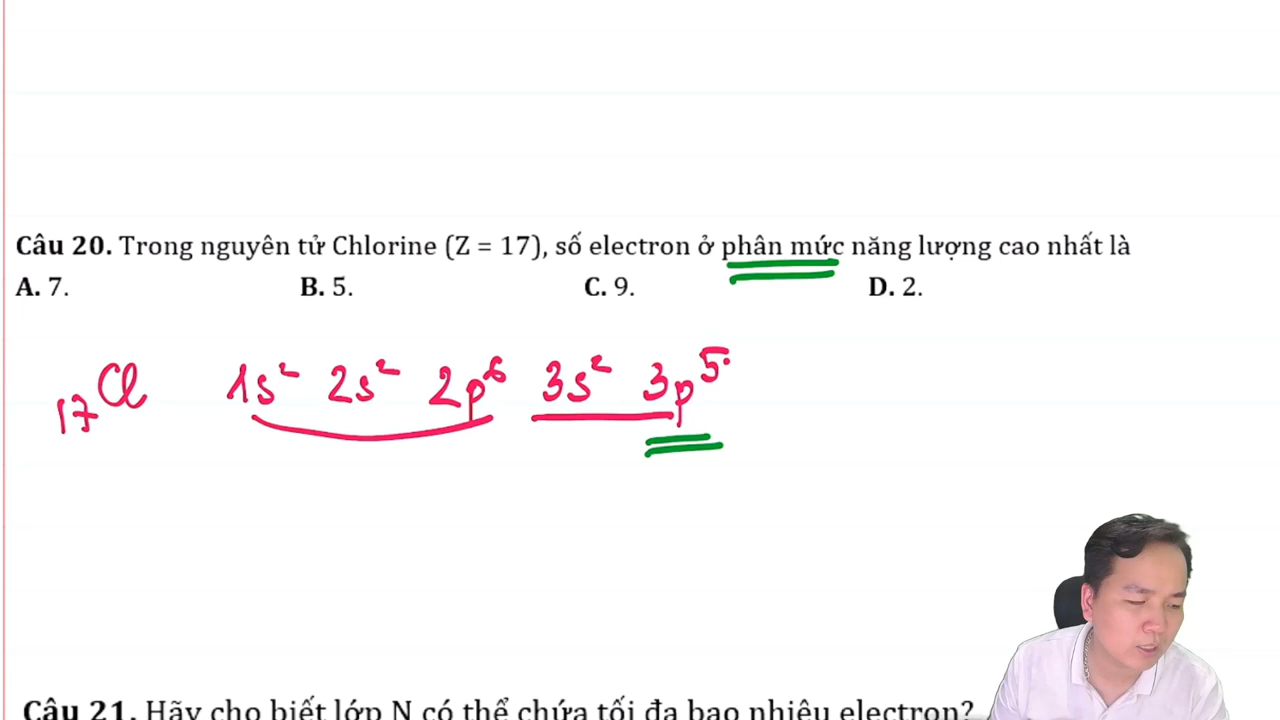 Câu 20. Trong nguyên tử Chlorine (Z = 17), số electron ở phân mức năng lượng cao nhất là
A. 7. B. 5. C. 9. D. 2.
₁₇Cl 1s² 2s² 2p⁶ 3s² 3p⁵
Câu 21. Hãy cho biết lớp N có thể chứa tối đa bao nhiêu electron?